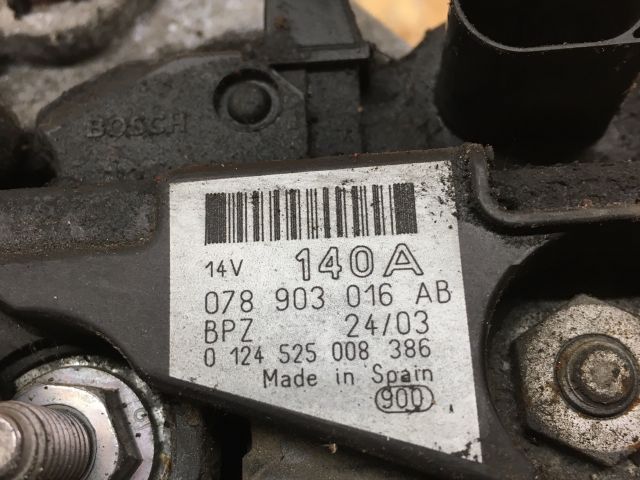 BOSCH
14V 140A
078 903 016 AB
BPZ 24/03
0 124 525 008 386
Made in Spain
900